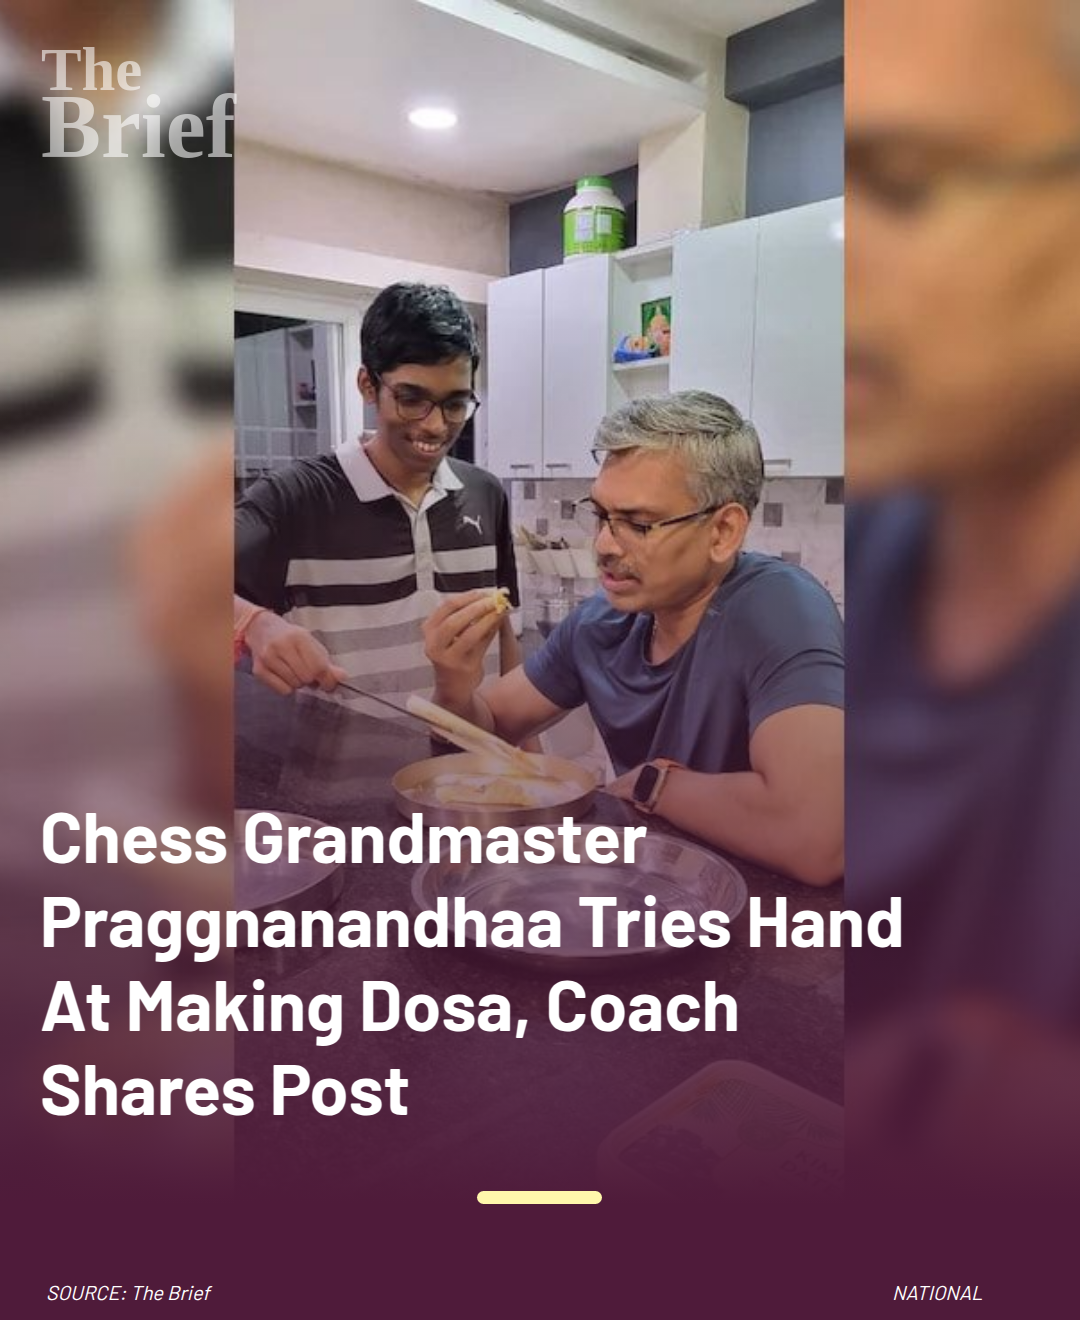 The
Brief
Chess Grandmaster
Praggnanandhaa Tries Hand
At Making Dosa, Coach
Shares Post
SOURCE: The Brief
NATIONAL